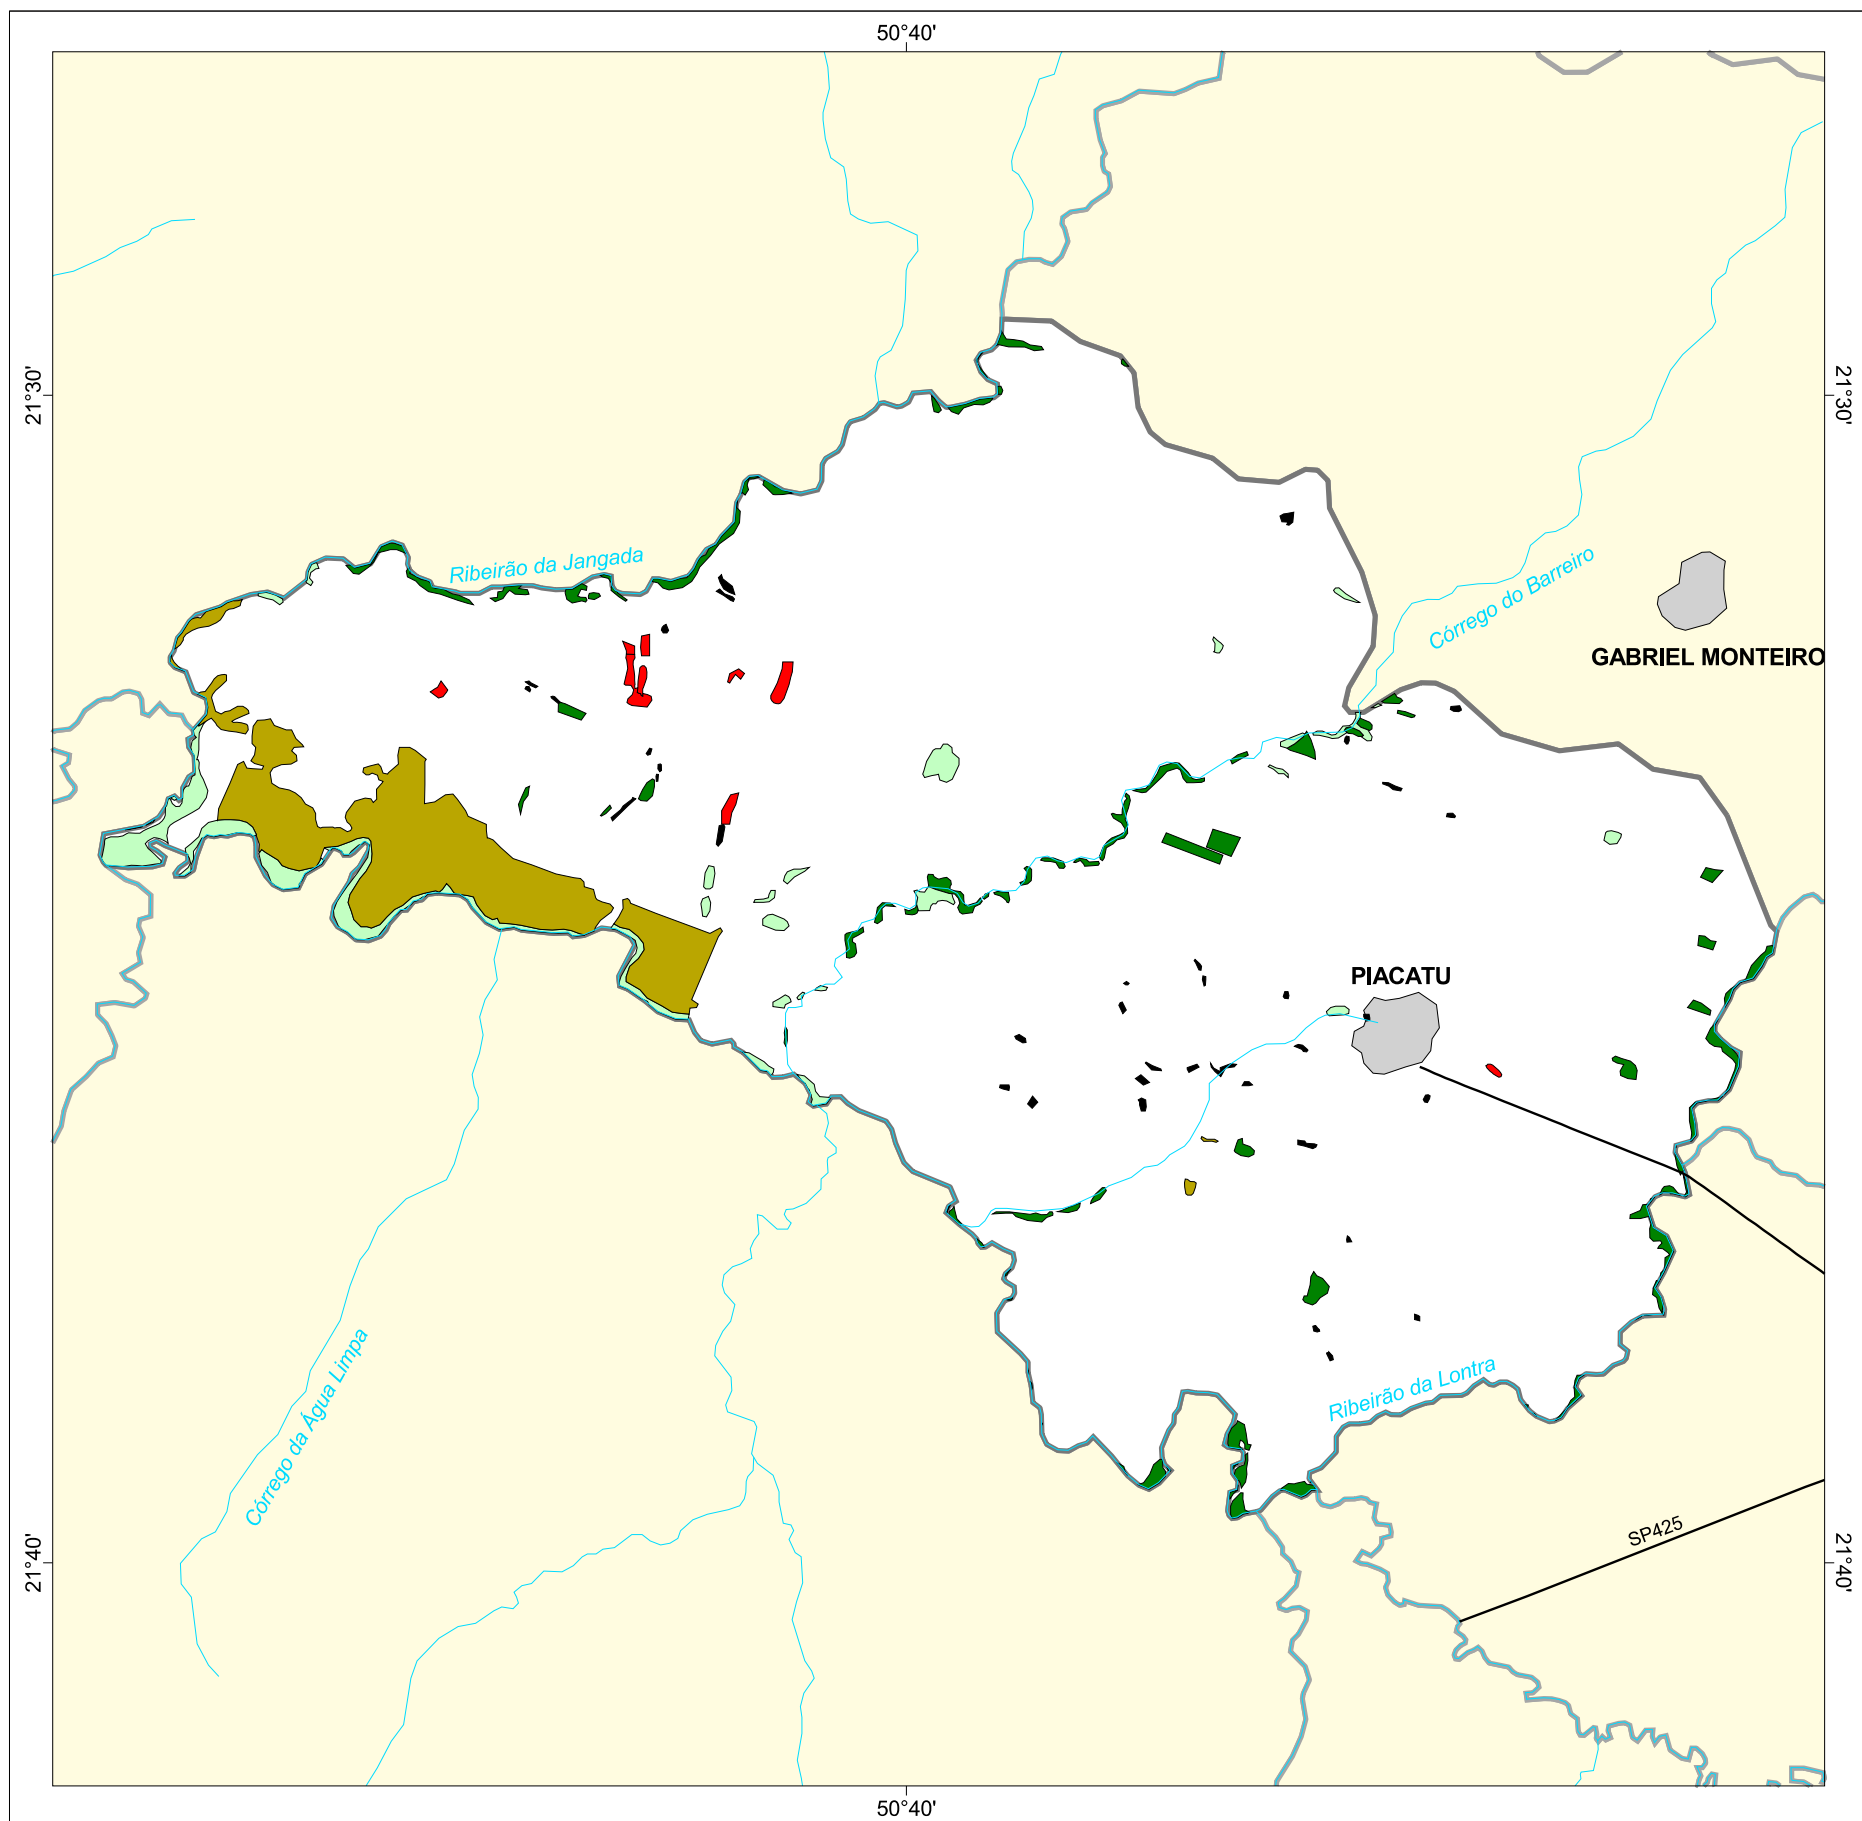 50°40'
21°30'
21°30'
Ribeirão da Jangada
Córrego do Barreiro
GABRIEL MONTEIRO
PIACATU
Córrego da Água Limpa
Ribeirão da Lontra
SP425
21°40'
21°40'
50°40'